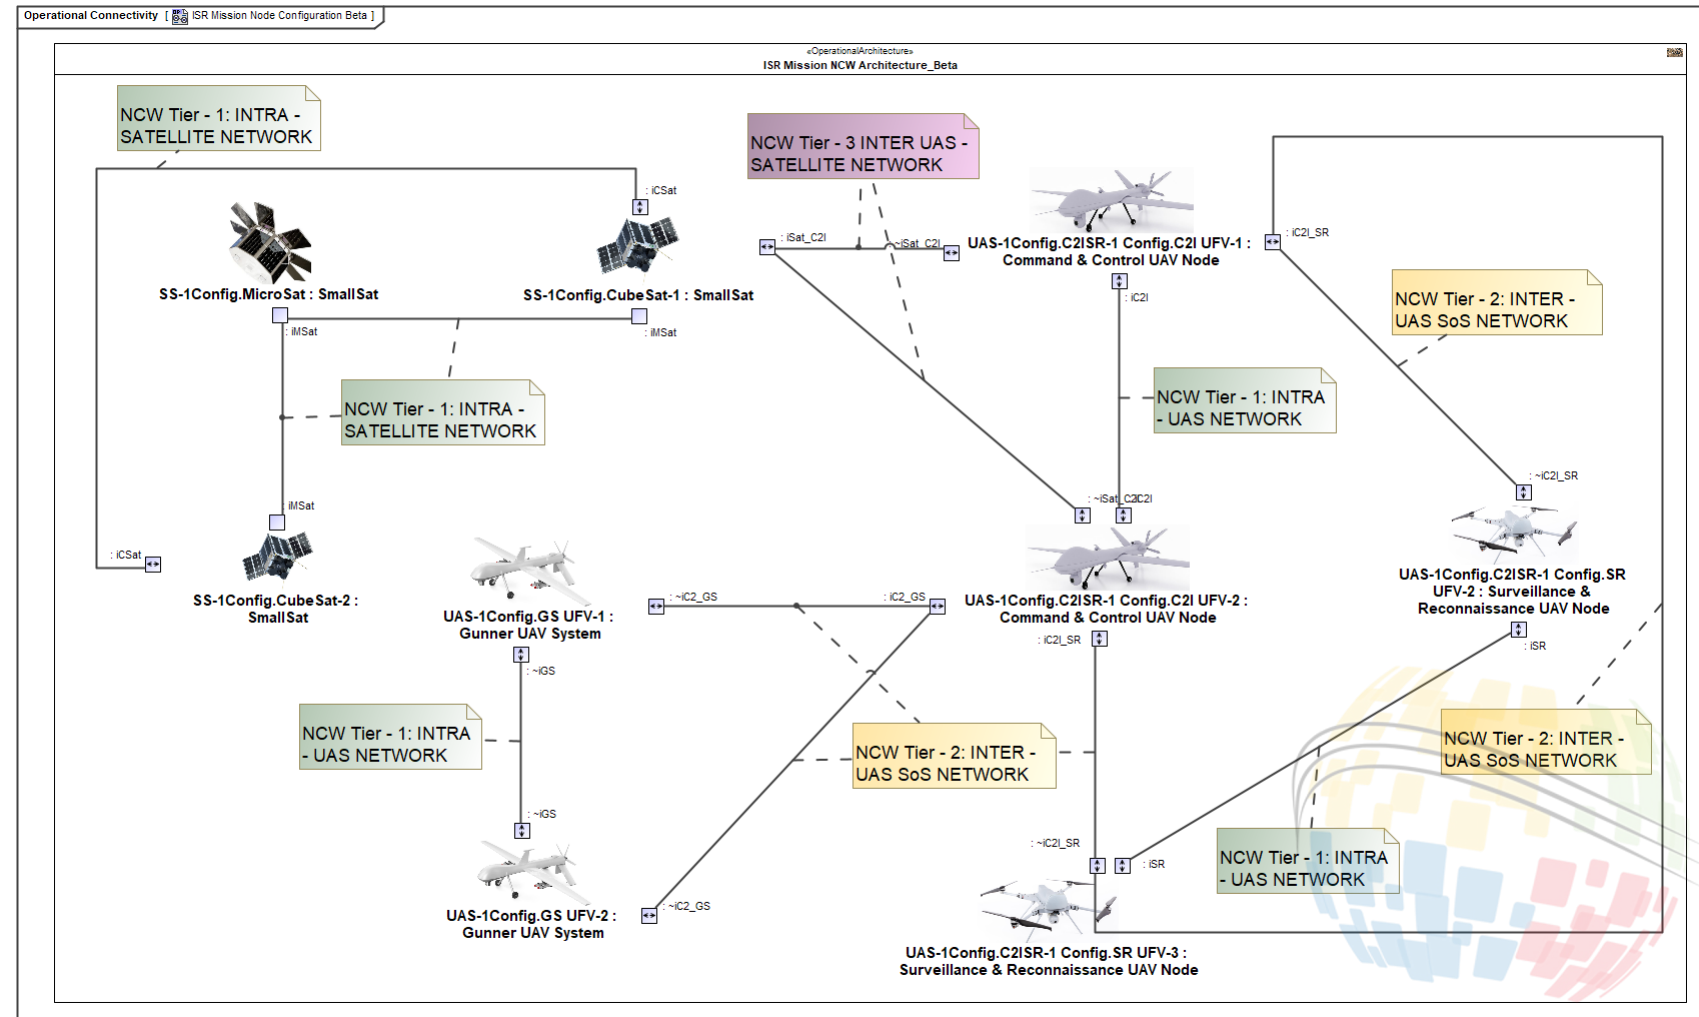 Operational Connectivity [ ISR Mission Node Configuration Beta ]
«OperationalArchitecture»
ISR Mission NCW Architecture_Beta
NCW Tier - 1: INTRA -
SATELLITE NETWORK
NCW Tier - 3 INTER UAS -
SATELLITE NETWORK
: iCSat
: iSat_C2I
~iSat_C2I
UAS-1Config.C2ISR-1 Config.C2I UFV-1 :
Command & Control UAV Node
: iC2I_SR
SS-1Config.MicroSat : SmallSat
SS-1Config.CubeSat-1 : SmallSat
: iC2I
NCW Tier - 2: INTER -
UAS SoS NETWORK
: iMSat
: iMSat
NCW Tier - 1: INTRA -
SATELLITE NETWORK
NCW Tier - 1: INTRA
- UAS NETWORK
: ~iC2I_SR
: iMSat
: ~iSat_C2I
C2I
: iCSat
UAS-1Config.C2ISR-1 Config.SR
UFV-2 : Surveillance &
Reconnaissance UAV Node
SS-1Config.CubeSat-2 :
SmallSat
UAS-1Config.GS UFV-1 :
Gunner UAV System
: ~iC2_GS
: iC2_GS
UAS-1Config.C2ISR-1 Config.C2I UFV-2 :
Command & Control UAV Node
: iC2I_SR
: iSR
: ~iGS
NCW Tier - 1: INTRA
- UAS NETWORK
NCW Tier - 2: INTER -
UAS SoS NETWORK
NCW Tier - 2: INTER -
UAS SoS NETWORK
: ~iGS
: ~iC2I_SR
: iSR
NCW Tier - 1: INTRA
- UAS NETWORK
UAS-1Config.GS UFV-2 :
Gunner UAV System
: ~iC2_GS
UAS-1Config.C2ISR-1 Config.SR UFV-3 :
Surveillance & Reconnaissance UAV Node